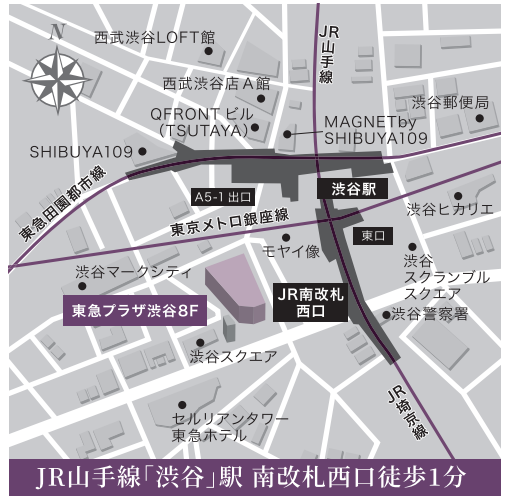 N
西武渋谷LOFT館
JR山手線
西武渋谷店A館
渋谷郵便局
QFRONTビル
（TSUTAYA）
MAGNETby
SHIBUYA109
SHIBUYA109
東急田園都市線
A5-1出口
渋谷駅
渋谷ヒカリエ
東京メトロ銀座線
東口
モヤイ像
渋谷
スクランブル
スクエア
渋谷マークシティ
東急プラザ渋谷8F
JR南改札
西口
渋谷警察署
渋谷スクエア
JR埼京線
セルリアンタワー
東急ホテル
JR山手線「渋谷」駅 南改札西口徒歩1分